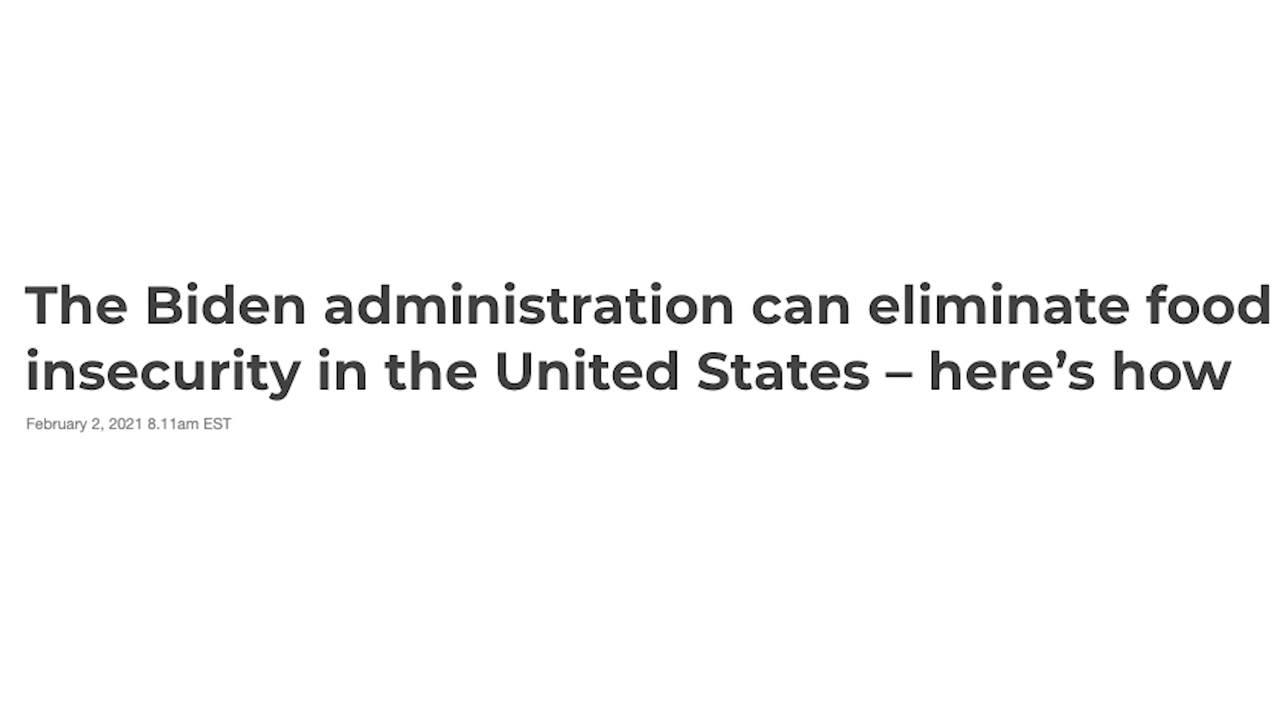 The Biden administration can eliminate food
insecurity in the United States – here’s how
February 2, 2021 8.11am EST